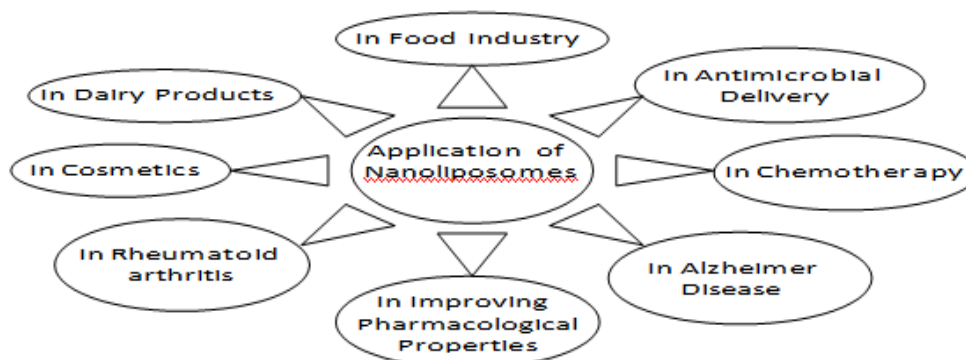 In Food Industry
In Antimicrobial
Delivery
In Dairy Products
Application of
Nanoliposomes
In Cosmetics
In Chemotherapy
In Rheumatoid
arthritis
In Alzheimer
Disease
In Improving
Pharmacological
Properties